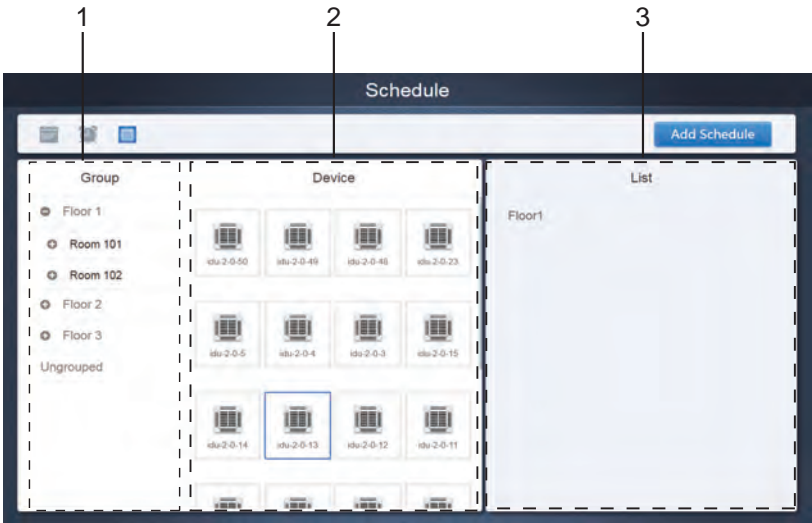 1 2 3
Schedule
Add Schedule
Group
Device
List
Floor 1
Room 101
Room 102
Floor 2
Floor 3
Ungrouped
idu-2-0-50 idu-2-0-49 idu-2-0-48 idu-2-0-23
idu-2-0-5 idu-2-0-4 idu-2-0-3 idu-2-0-15
idu-2-0-14 idu-2-0-13 idu-2-0-12 idu-2-0-11
Floor1